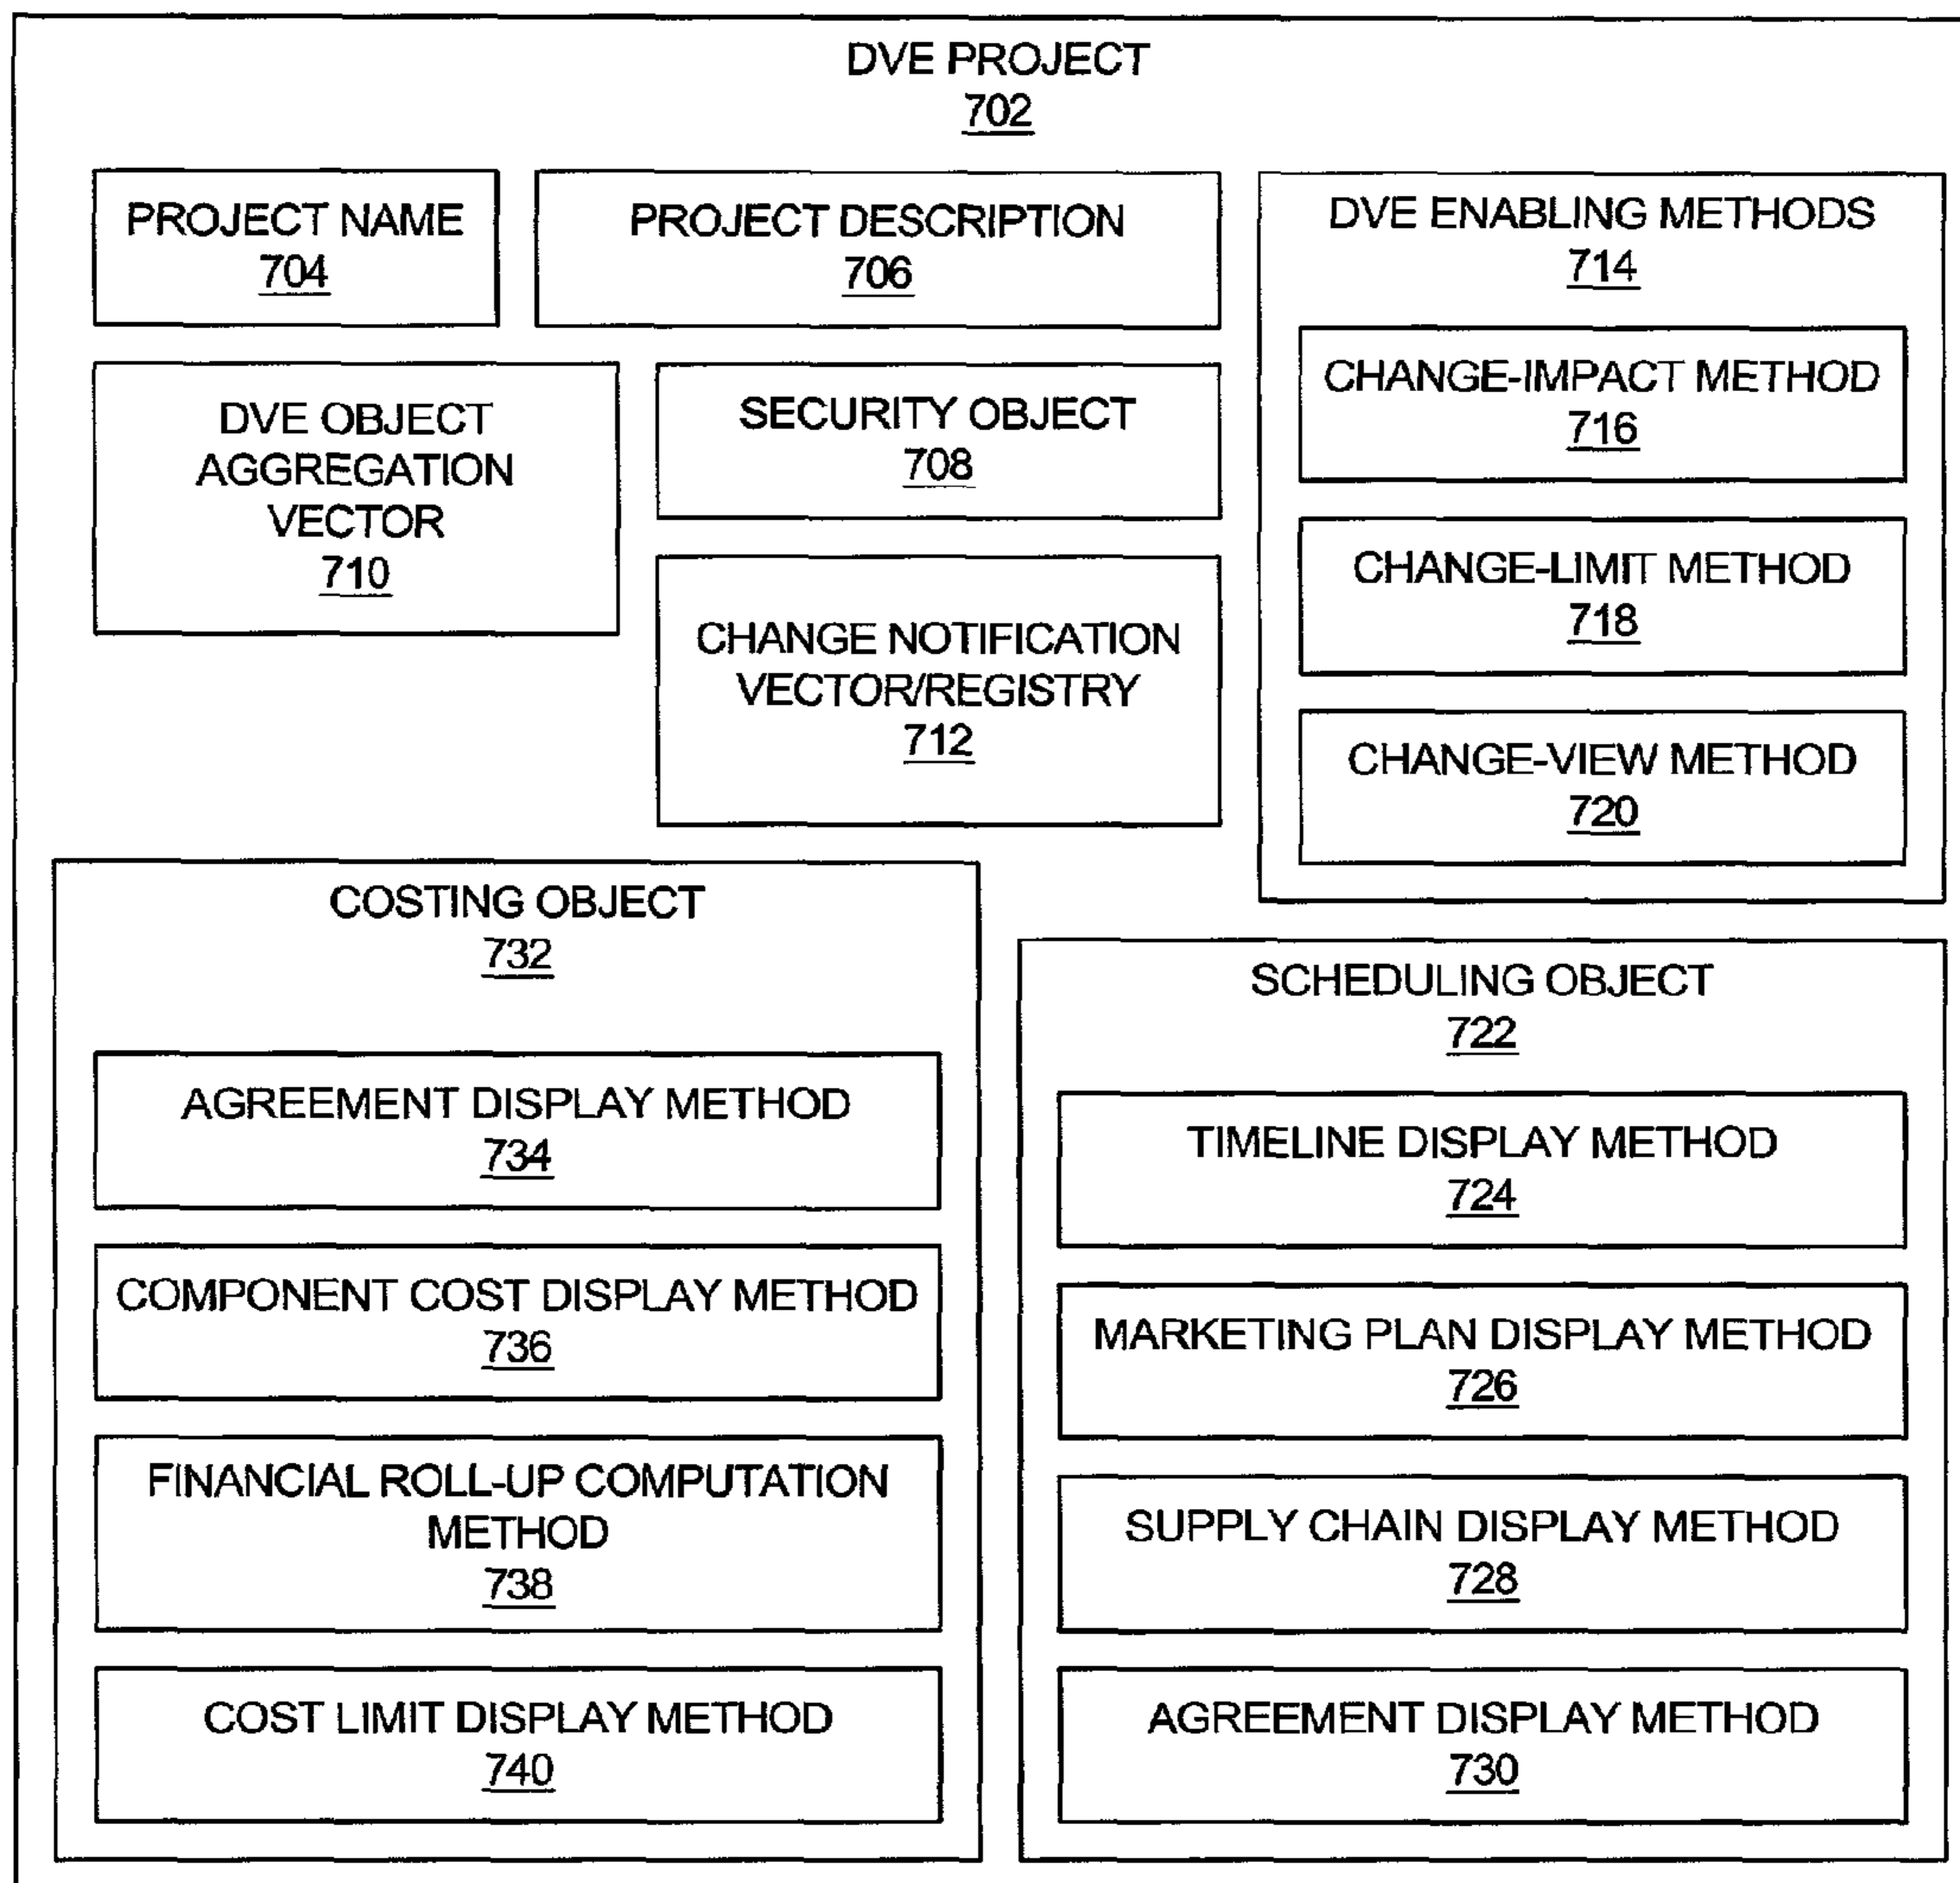 DVE PROJECT
702
PROJECT NAME
704
PROJECT DESCRIPTION
706
DVE OBJECT
AGGREGATION
VECTOR
710
SECURITY OBJECT
708
CHANGE NOTIFICATION
VECTOR/REGISTRY
712
DVE ENABLING METHODS
714
CHANGE-IMPACT METHOD
716
CHANGE-LIMIT METHOD
718
CHANGE-VIEW METHOD
720
COSTING OBJECT
732
AGREEMENT DISPLAY METHOD
734
COMPONENT COST DISPLAY METHOD
736
FINANCIAL ROLL-UP COMPUTATION
METHOD
738
COST LIMIT DISPLAY METHOD
740
SCHEDULING OBJECT
722
TIMELINE DISPLAY METHOD
724
MARKETING PLAN DISPLAY METHOD
726
SUPPLY CHAIN DISPLAY METHOD
728
AGREEMENT DISPLAY METHOD
730